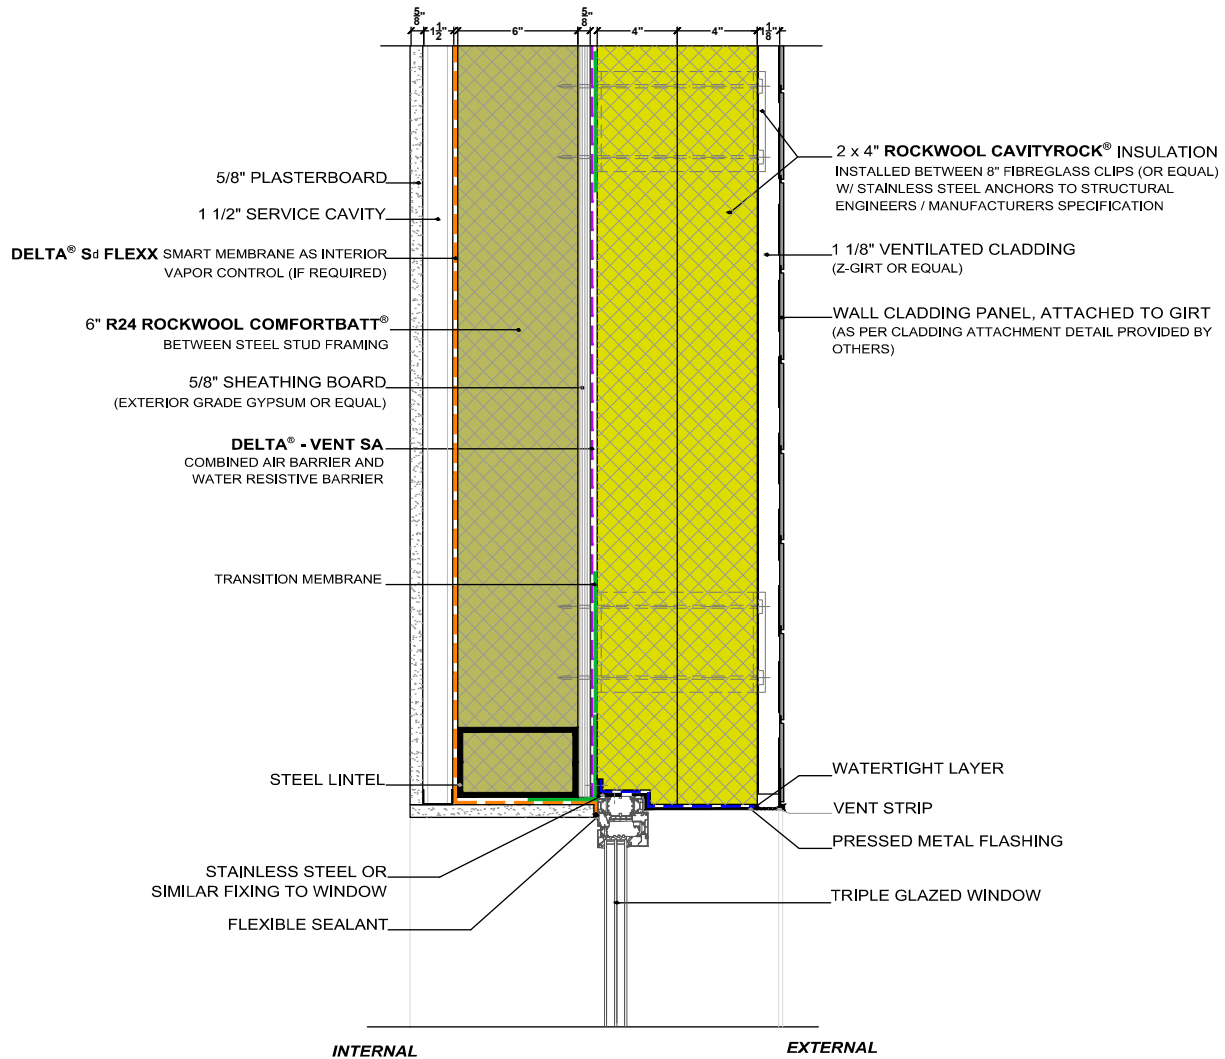 5/8" 1 1/2" 6" 5/8" 4" 4" 1 1/8"
5/8" PLASTERBOARD
1 1/2" SERVICE CAVITY
DELTA® Sd FLEXX SMART MEMBRANE AS INTERIOR
VAPOR CONTROL (IF REQUIRED)
6" R24 ROCKWOOL COMFORTBATT®
BETWEEN STEEL STUD FRAMING
5/8" SHEATHING BOARD
(EXTERIOR GRADE GYPSUM OR EQUAL)
DELTA® - VENT SA
COMBINED AIR BARRIER AND
WATER RESISTIVE BARRIER
TRANSITION MEMBRANE
STEEL LINTEL
STAINLESS STEEL OR
SIMILAR FIXING TO WINDOW
FLEXIBLE SEALANT
2 x 4" ROCKWOOL CAVITYROCK® INSULATION
INSTALLED BETWEEN 8" FIBREGLASS CLIPS (OR EQUAL)
W/ STAINLESS STEEL ANCHORS TO STRUCTURAL
ENGINEERS / MANUFACTURERS SPECIFICATION
1 1/8" VENTILATED CLADDING
(Z-GIRT OR EQUAL)
WALL CLADDING PANEL, ATTACHED TO GIRT
(AS PER CLADDING ATTACHMENT DETAIL PROVIDED BY
OTHERS)
WATERTIGHT LAYER
VENT STRIP
PRESSED METAL FLASHING
TRIPLE GLAZED WINDOW
INTERNAL
EXTERNAL